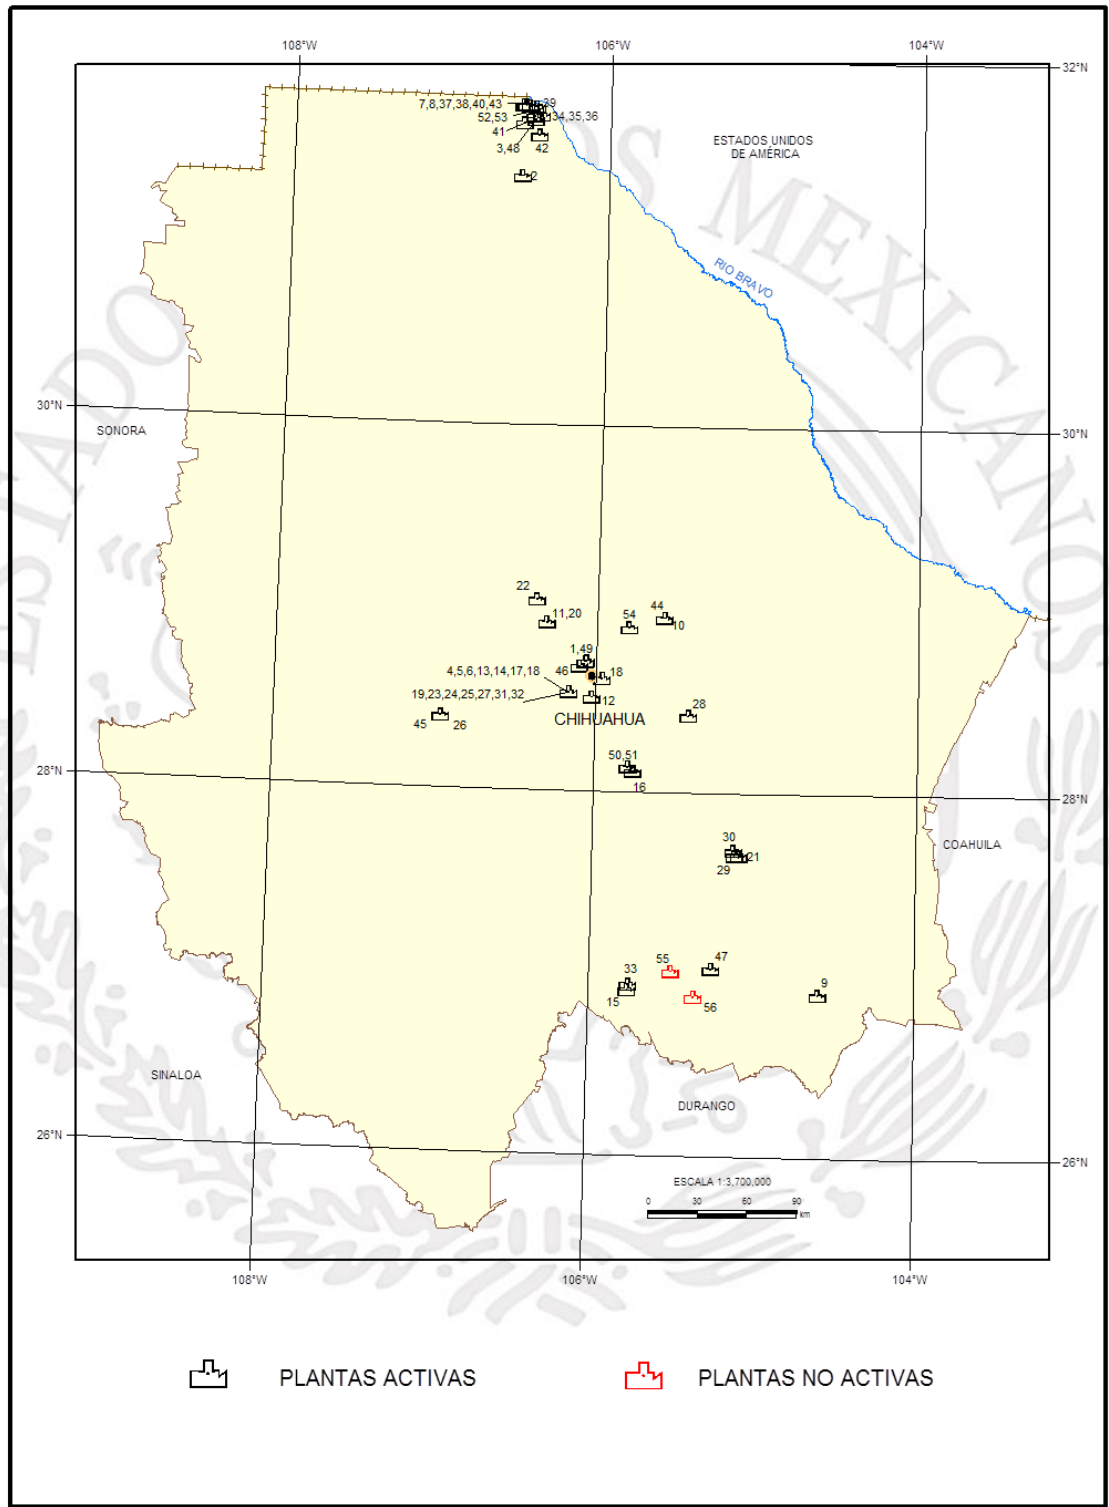 108°W
106°W
104°W
32°N
7,8,37,38,40,43
39
52,53
34,35,36
41
3,48
42
2
ESTADOS UNIDOS
DE AMÉRICA
ESTADOS UNIDOS MEXICANOS
RIO BRAVO
30°N
SONORA
30°N
22
11,20
54
44
10
1,49
46
4,5,6,13,14,17,18
18
19,23,24,25,27,31,32
12
28
CHIHUAHUA
45
26
28°N
50,51
16
28°N
30
21
29
COAHUILA
55
47
33
15
56
9
SINALOA
DURANGO
26°N
26°N
ESCALA 1:3,700,000
0 30 60 90
km
108°W
106°W
104°W
PLANTAS ACTIVAS
PLANTAS NO ACTIVAS